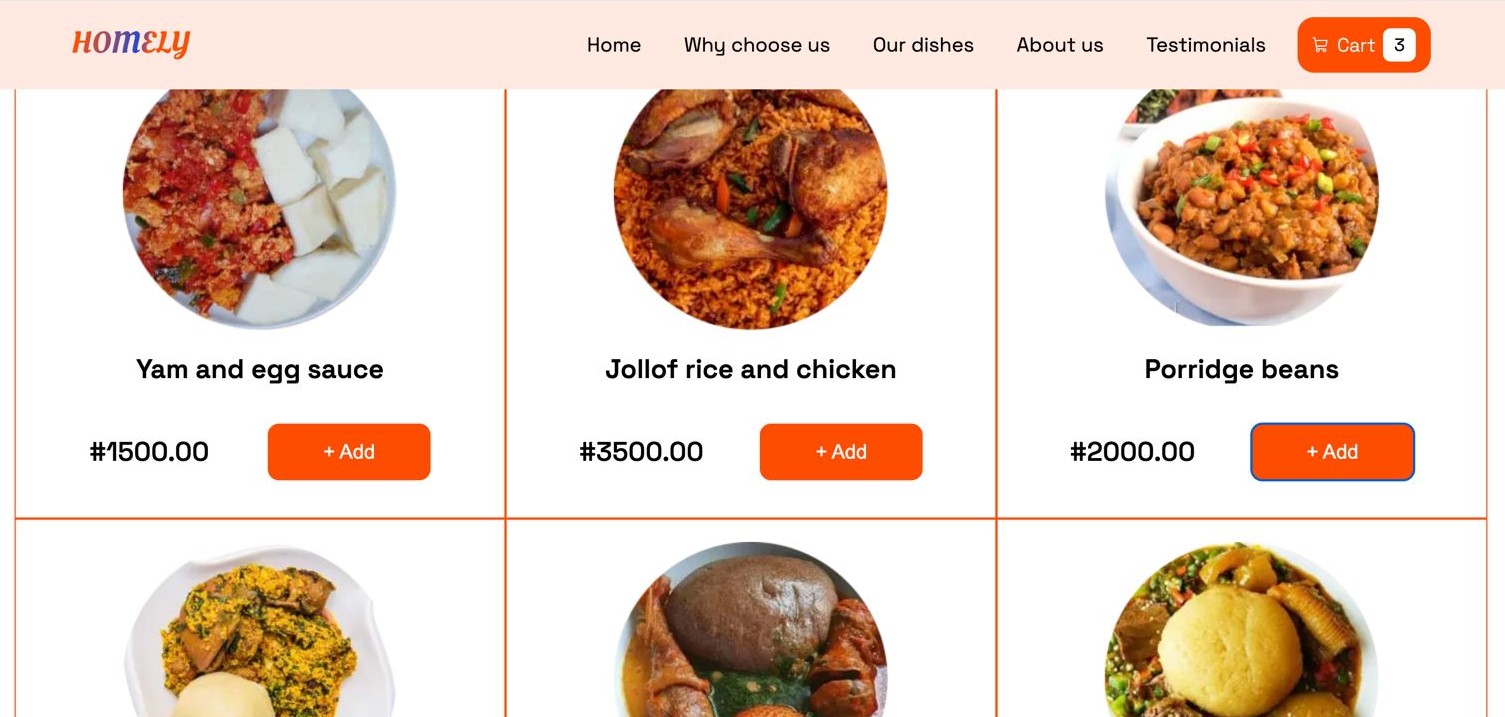 HOMELY
Home Why choose us Our dishes About us Testimonials Cart 3
Yam and egg sauce Jollof rice and chicken Porridge beans
#1500.00 + Add #3500.00 + Add #2000.00 + Add